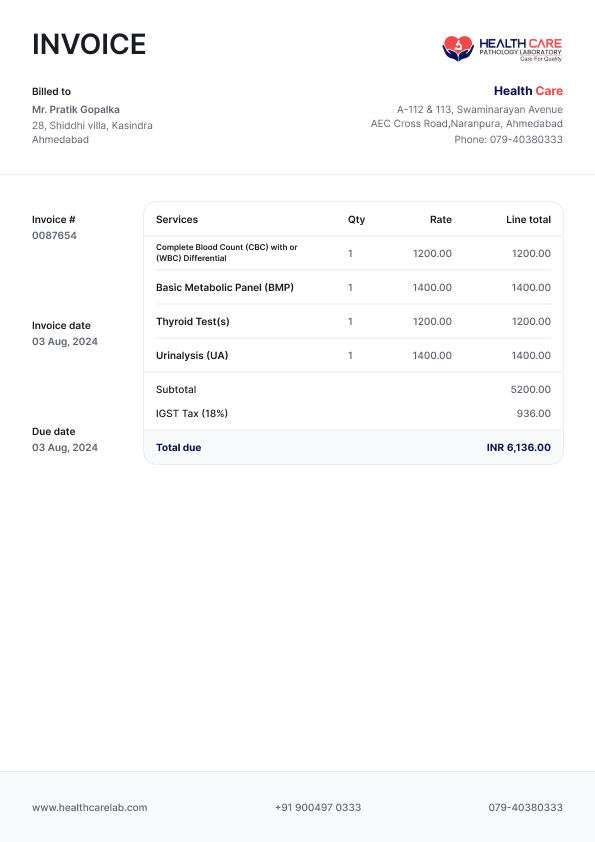 INVOICE
HEALTH CARE
PATHOLOGY LABORATORY
Care For Quality
Billed to
Mr. Pratik Gopalka
28, Shiddhi villa, Kasindra
Ahmedabad
Health Care
A-112 & 113, Swaminarayan Avenue
AEC Cross Road,Naranpura, Ahmedabad
Phone: 079-40380333
Invoice #
0087654
Invoice date
03 Aug, 2024
Due date
03 Aug, 2024
Services Qty Rate Line total
Complete Blood Count (CBC) with or
(WBC) Differential 1 1200.00 1200.00
Basic Metabolic Panel (BMP) 1 1400.00 1400.00
Thyroid Test(s) 1 1200.00 1200.00
Urinalysis (UA) 1 1400.00 1400.00
Subtotal 5200.00
IGST Tax (18%) 936.00
Total due INR 6,136.00
www.healthcarelab.com +91 900497 0333 079-40380333